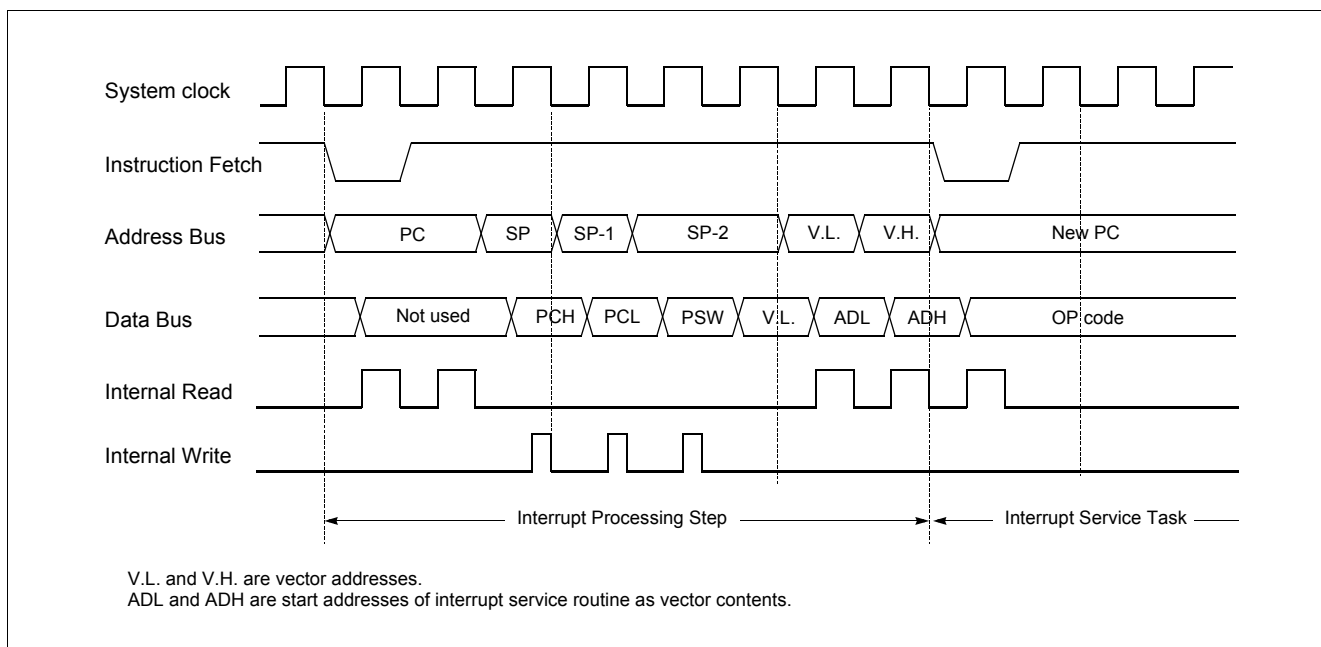 System clock
Instruction Fetch
Address Bus PC SP SP-1 SP-2 V.L. V.H. New PC
Data Bus Not used PCH PCL PSW V.L. ADL ADH OP code
Internal Read
Internal Write
Interrupt Processing Step Interrupt Service Task
V.L. and V.H. are vector addresses.
ADL and ADH are start addresses of interrupt service routine as vector contents.